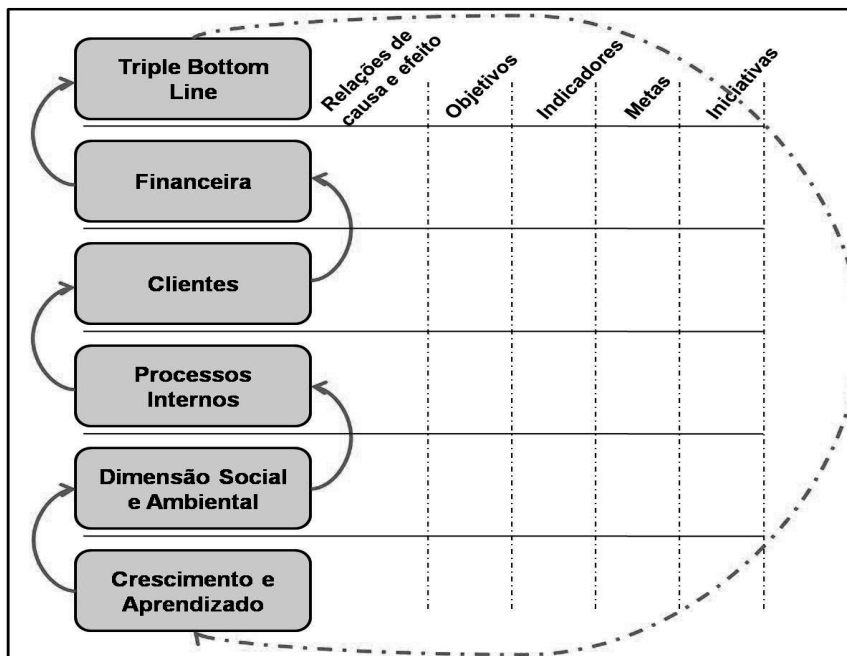 Triple Bottom
Line
Relações de
causa e efeito
Objetivos
Indicadores
Metas
Iniciativas
Financeira
Clientes
Processos
Internos
Dimensão Social
e Ambiental
Crescimento e
Aprendizado